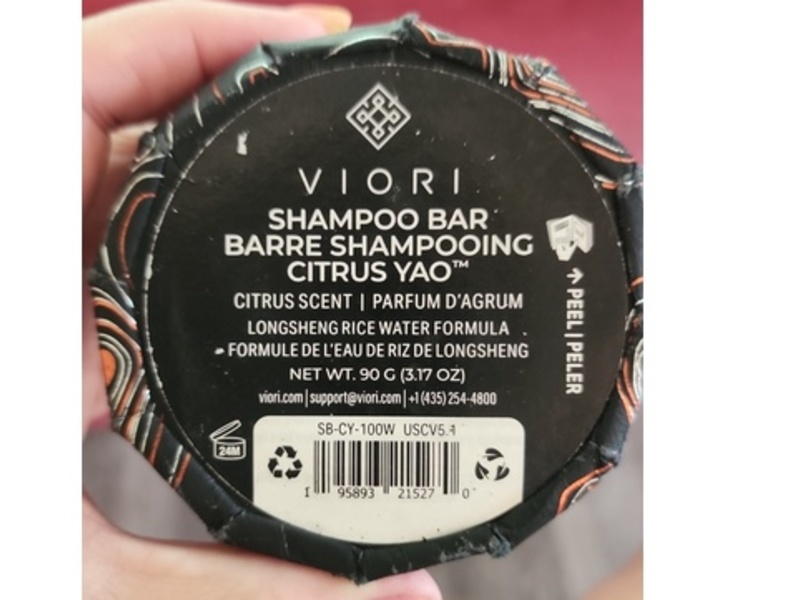 VIORI
SHAMPOO BAR
BARRE SHAMPOOING
CITRUS YAO™
CITRUS SCENT | PARFUM D'AGRUM
LONGSHENG RICE WATER FORMULA
FORMULE DE L'EAU DE RIZ DE LONGSHENG
NET WT. 90 G (3.17 OZ)
viori.com | support@viori.com | +1 (435) 254-4800
PEEL | PELER
24M
SB-CY-100W USCV5.1
1 95893 21527 0